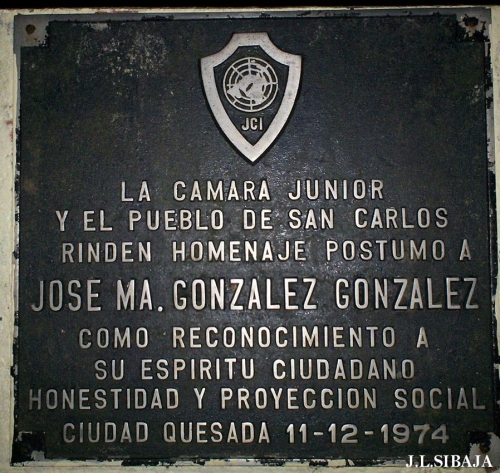 JCI
LA CAMARA JUNIOR
Y EL PUEBLO DE SAN CARLOS
RINDEN HOMENAJE POSTUMO A
JOSE MA. GONZALEZ GONZALEZ
COMO RECONOCIMIENTO A
SU ESPIRITU CIUDADANO
HONESTIDAD Y PROYECCION SOCIAL
CIUDAD QUESADA 11-12-1974
J.L.SIBAJA